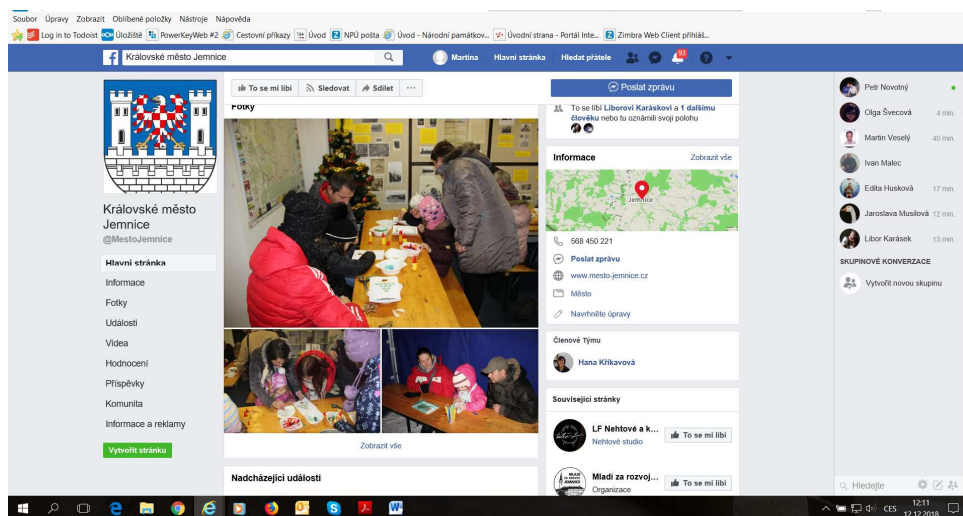 Soubor Úpravy Zobrazit Oblíbené položky Nástroje Nápověda
Log in to Todoist Úložiště PowerKeyWeb #2 Cestovní příkazy Úvod NPÚ pošta Úvod - Národní památkov... Úvodní strana - Portál Inte... Zimbra Web Client přihláš...
Královské město Jemnice
Martina Hlavní stránka Hledat přátele 93
To se mi líbí Sledovat Sdílet ...
Poslat zprávu
Královské město
Jemnice
@MestoJemnice
Hlavní stránka
Informace
Fotky
Události
Videa
Hodnocení
Příspěvky
Komunita
Informace a reklamy
Vytvořit stránku
Fotky
Zobrazit vše
Nadcházející události
To se líbí Liborovi Karáskovi a 1 dalšímu
člověku nebo tu oznámili svoji polohu
Informace Zobrazit vše
Jemnice
568 450 221
Poslat zprávu
www.mesto-jemnice.cz
Město
Navrhněte úpravy
Členové Týmu
Hana Kříkavová
Související stránky
LF Nehtové a k... To se mi líbí
Nehtové studio
Mladí za rozvoj... To se mi líbí
Organizace
Petr Novotný
Olga Švecová 4 min.
Martin Veselý 40 min.
Ivan Malec
Edita Husková 17 min.
Jaroslava Musilová 12 min.
Libor Karásek 13 min.
SKUPINOVÉ KONVERZACE
Vytvořit novou skupinu
Hledejte
CES 12:11
12.12.2018